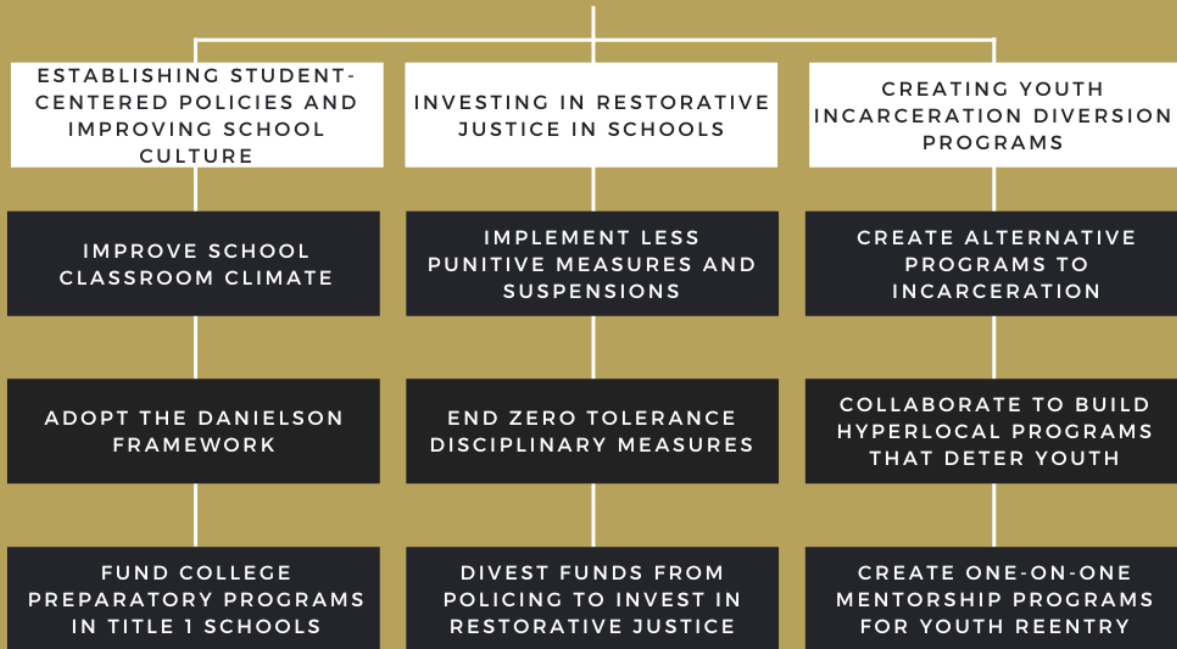 ESTABLISHING STUDENT-
CENTERED POLICIES AND
IMPROVING SCHOOL
CULTURE
IMPROVE SCHOOL
CLASSROOM CLIMATE
ADOPT THE DANIELSON
FRAMEWORK
FUND COLLEGE
PREPARATORY PROGRAMS
IN TITLE 1 SCHOOLS
INVESTING IN RESTORATIVE
JUSTICE IN SCHOOLS
IMPLEMENT LESS
PUNITIVE MEASURES AND
SUSPENSIONS
END ZERO TOLERANCE
DISCIPLINARY MEASURES
DIVEST FUNDS FROM
POLICING TO INVEST IN
RESTORATIVE JUSTICE
CREATING YOUTH
INCARCERATION DIVERSION
PROGRAMS
CREATE ALTERNATIVE
PROGRAMS TO
INCARCERATION
COLLABORATE TO BUILD
HYPERLOCAL PROGRAMS
THAT DETER YOUTH
CREATE ONE-ON-ONE
MENTORSHIP PROGRAMS
FOR YOUTH REENTRY